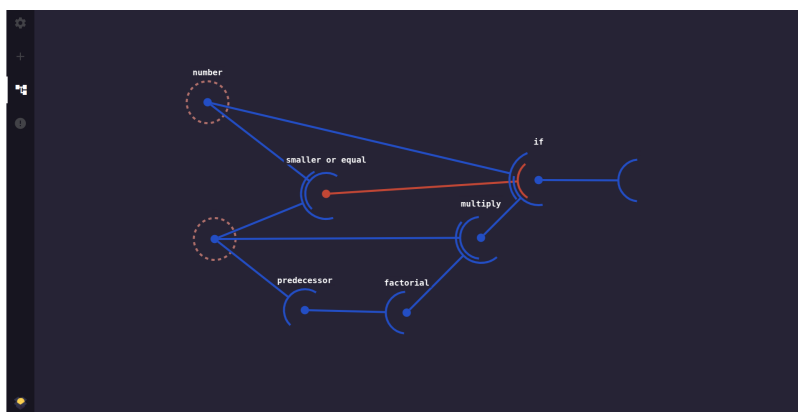 number
if
smaller or equal
multiply
predecessor
factorial